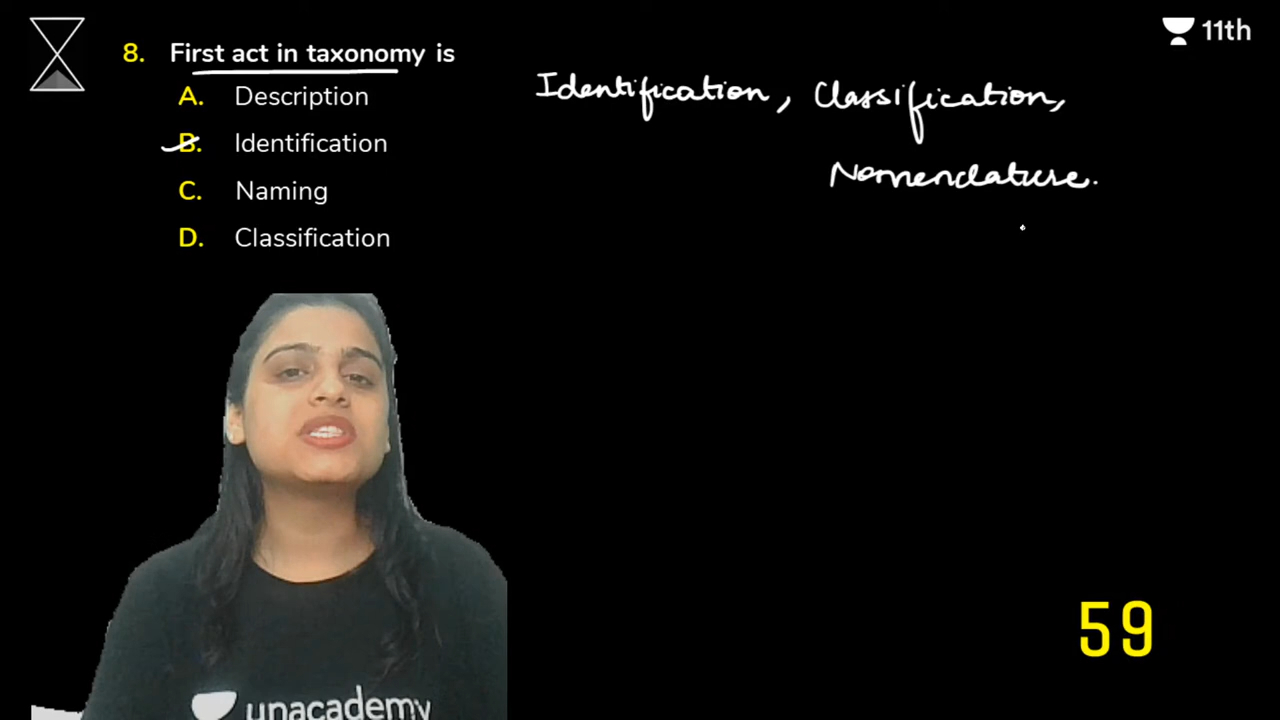 11th
8. First act in taxonomy is
A. Description
B. Identification
C. Naming
D. Classification
Identification, Classification,
Nomenclature.
59
unacademy